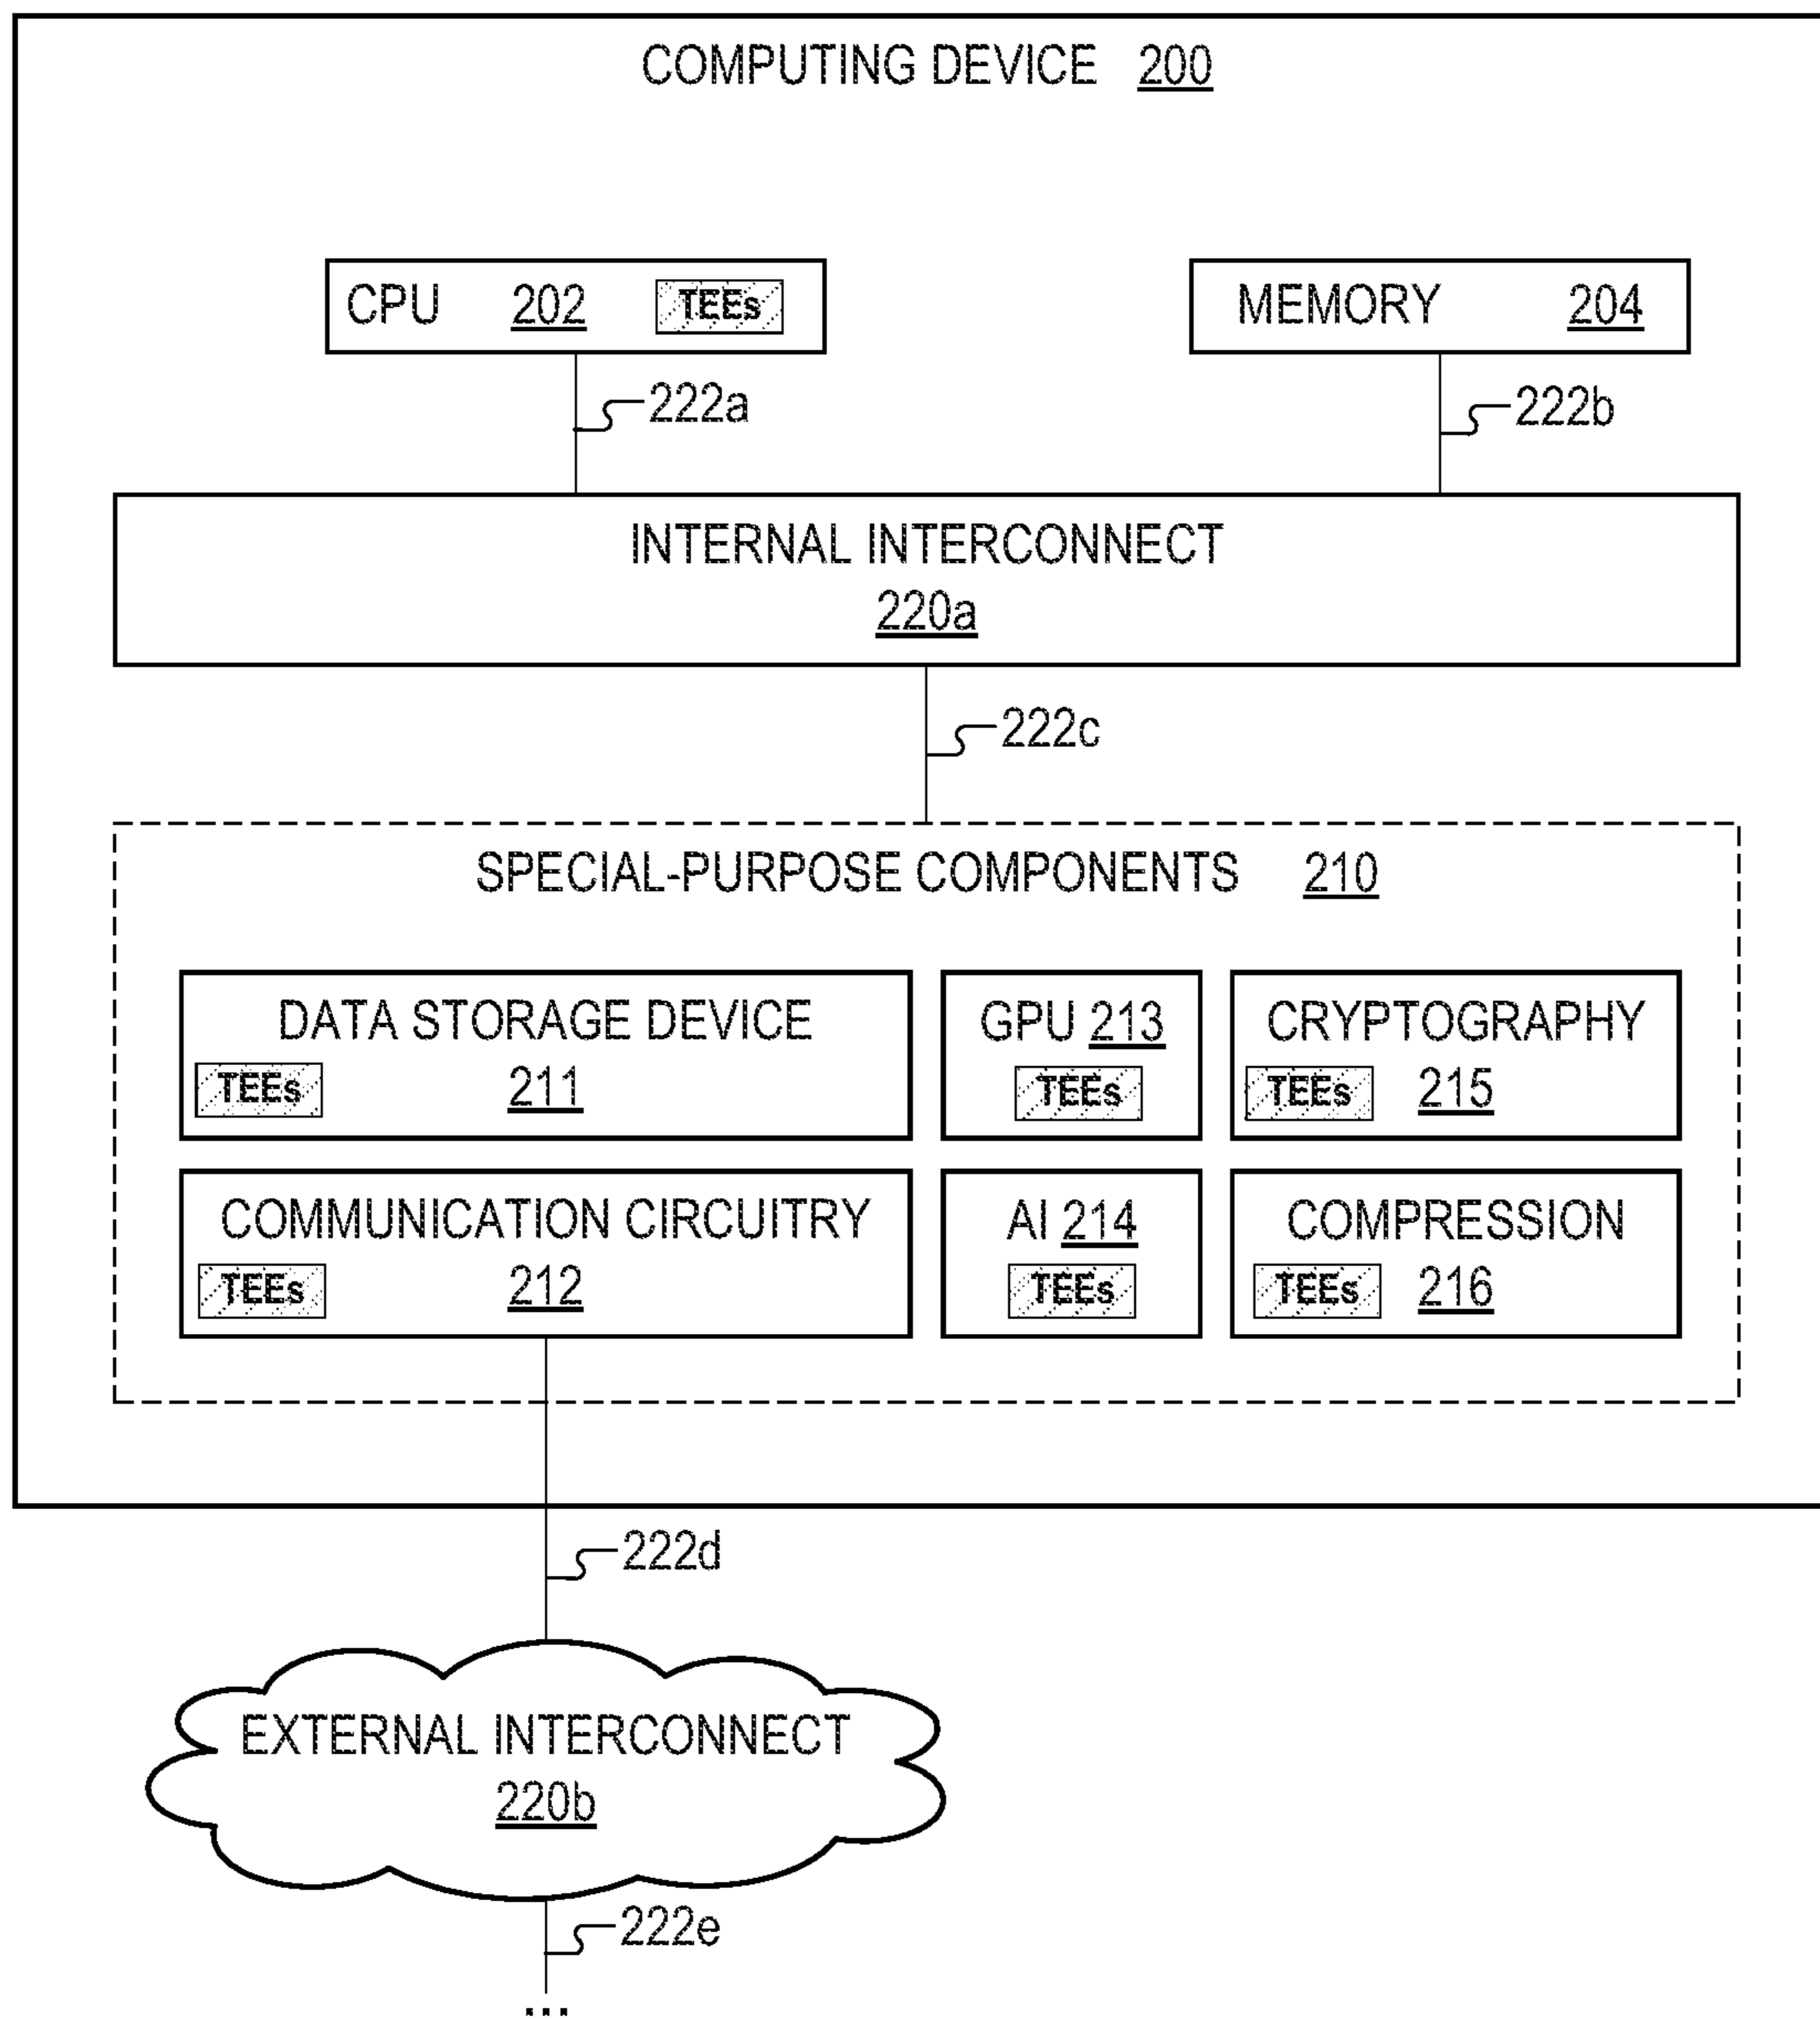 COMPUTING DEVICE 200
CPU 202 TEEs
MEMORY 204
222a
222b
INTERNAL INTERCONNECT
220a
222c
SPECIAL-PURPOSE COMPONENTS 210
DATA STORAGE DEVICE
TEEs 211
GPU 213
TEEs
CRYPTOGRAPHY
TEEs 215
COMMUNICATION CIRCUITRY
TEEs 212
AI 214
TEEs
COMPRESSION
TEEs 216
222d
EXTERNAL INTERCONNECT
220b
222e
...